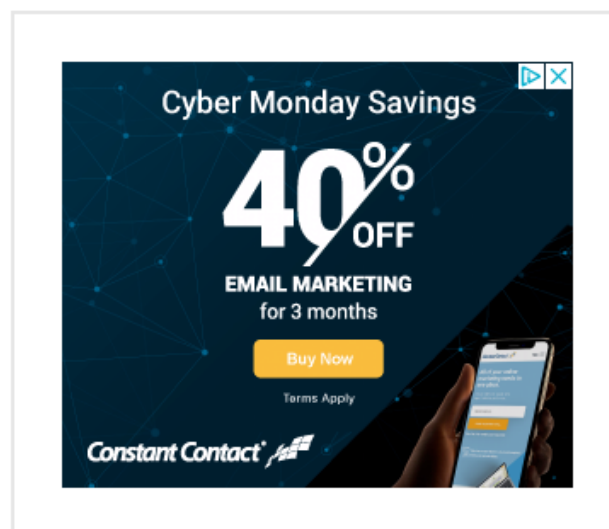 Cyber Monday Savings
40% OFF
EMAIL MARKETING
for 3 months
Buy Now
Terms Apply
Constant Contact